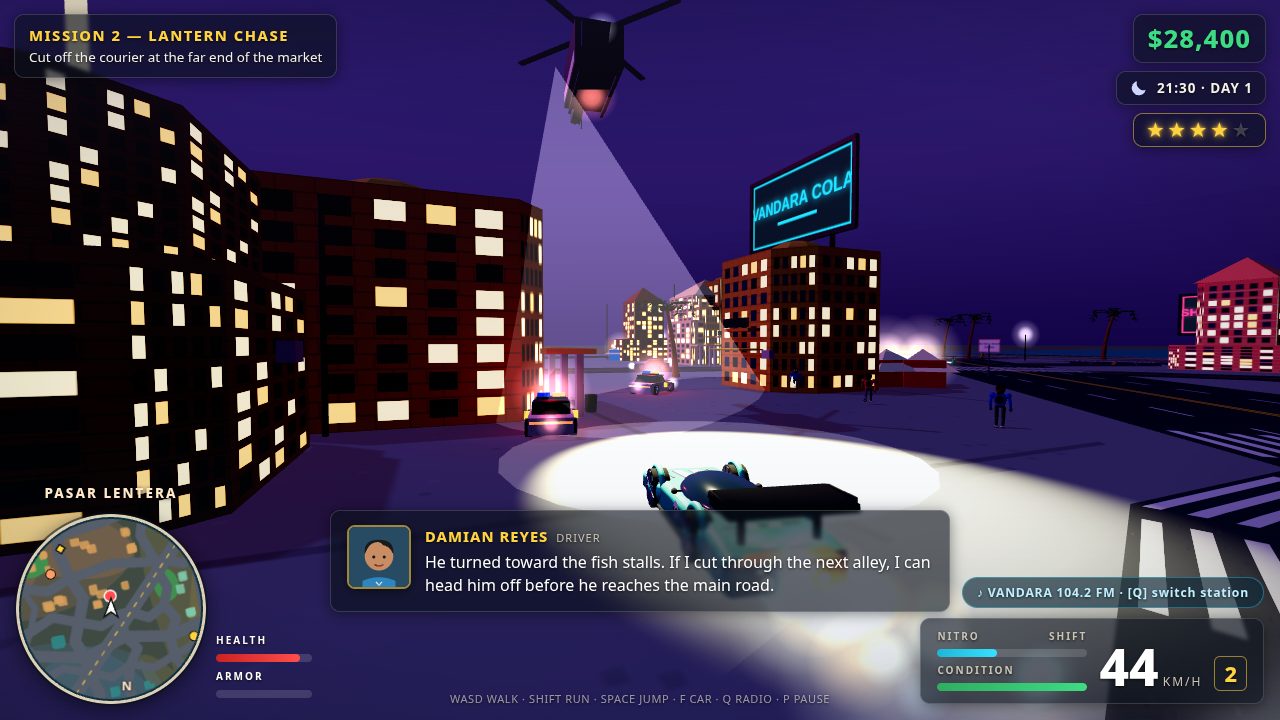 MISSION 2 — LANTERN CHASE
Cut off the courier at the far end of the market
$28,400
21:30 · DAY 1
VANDARA COLA
PASAR LENTERA
N
HEALTH
ARMOR
DAMIAN REYES DRIVER
He turned toward the fish stalls. If I cut through the next alley, I can
head him off before he reaches the main road.
♪ VANDARA 104.2 FM · [Q] switch station
NITRO SHIFT
CONDITION
44 KM/H 2
WASD WALK · SHIFT RUN · SPACE JUMP · F CAR · Q RADIO · P PAUSE